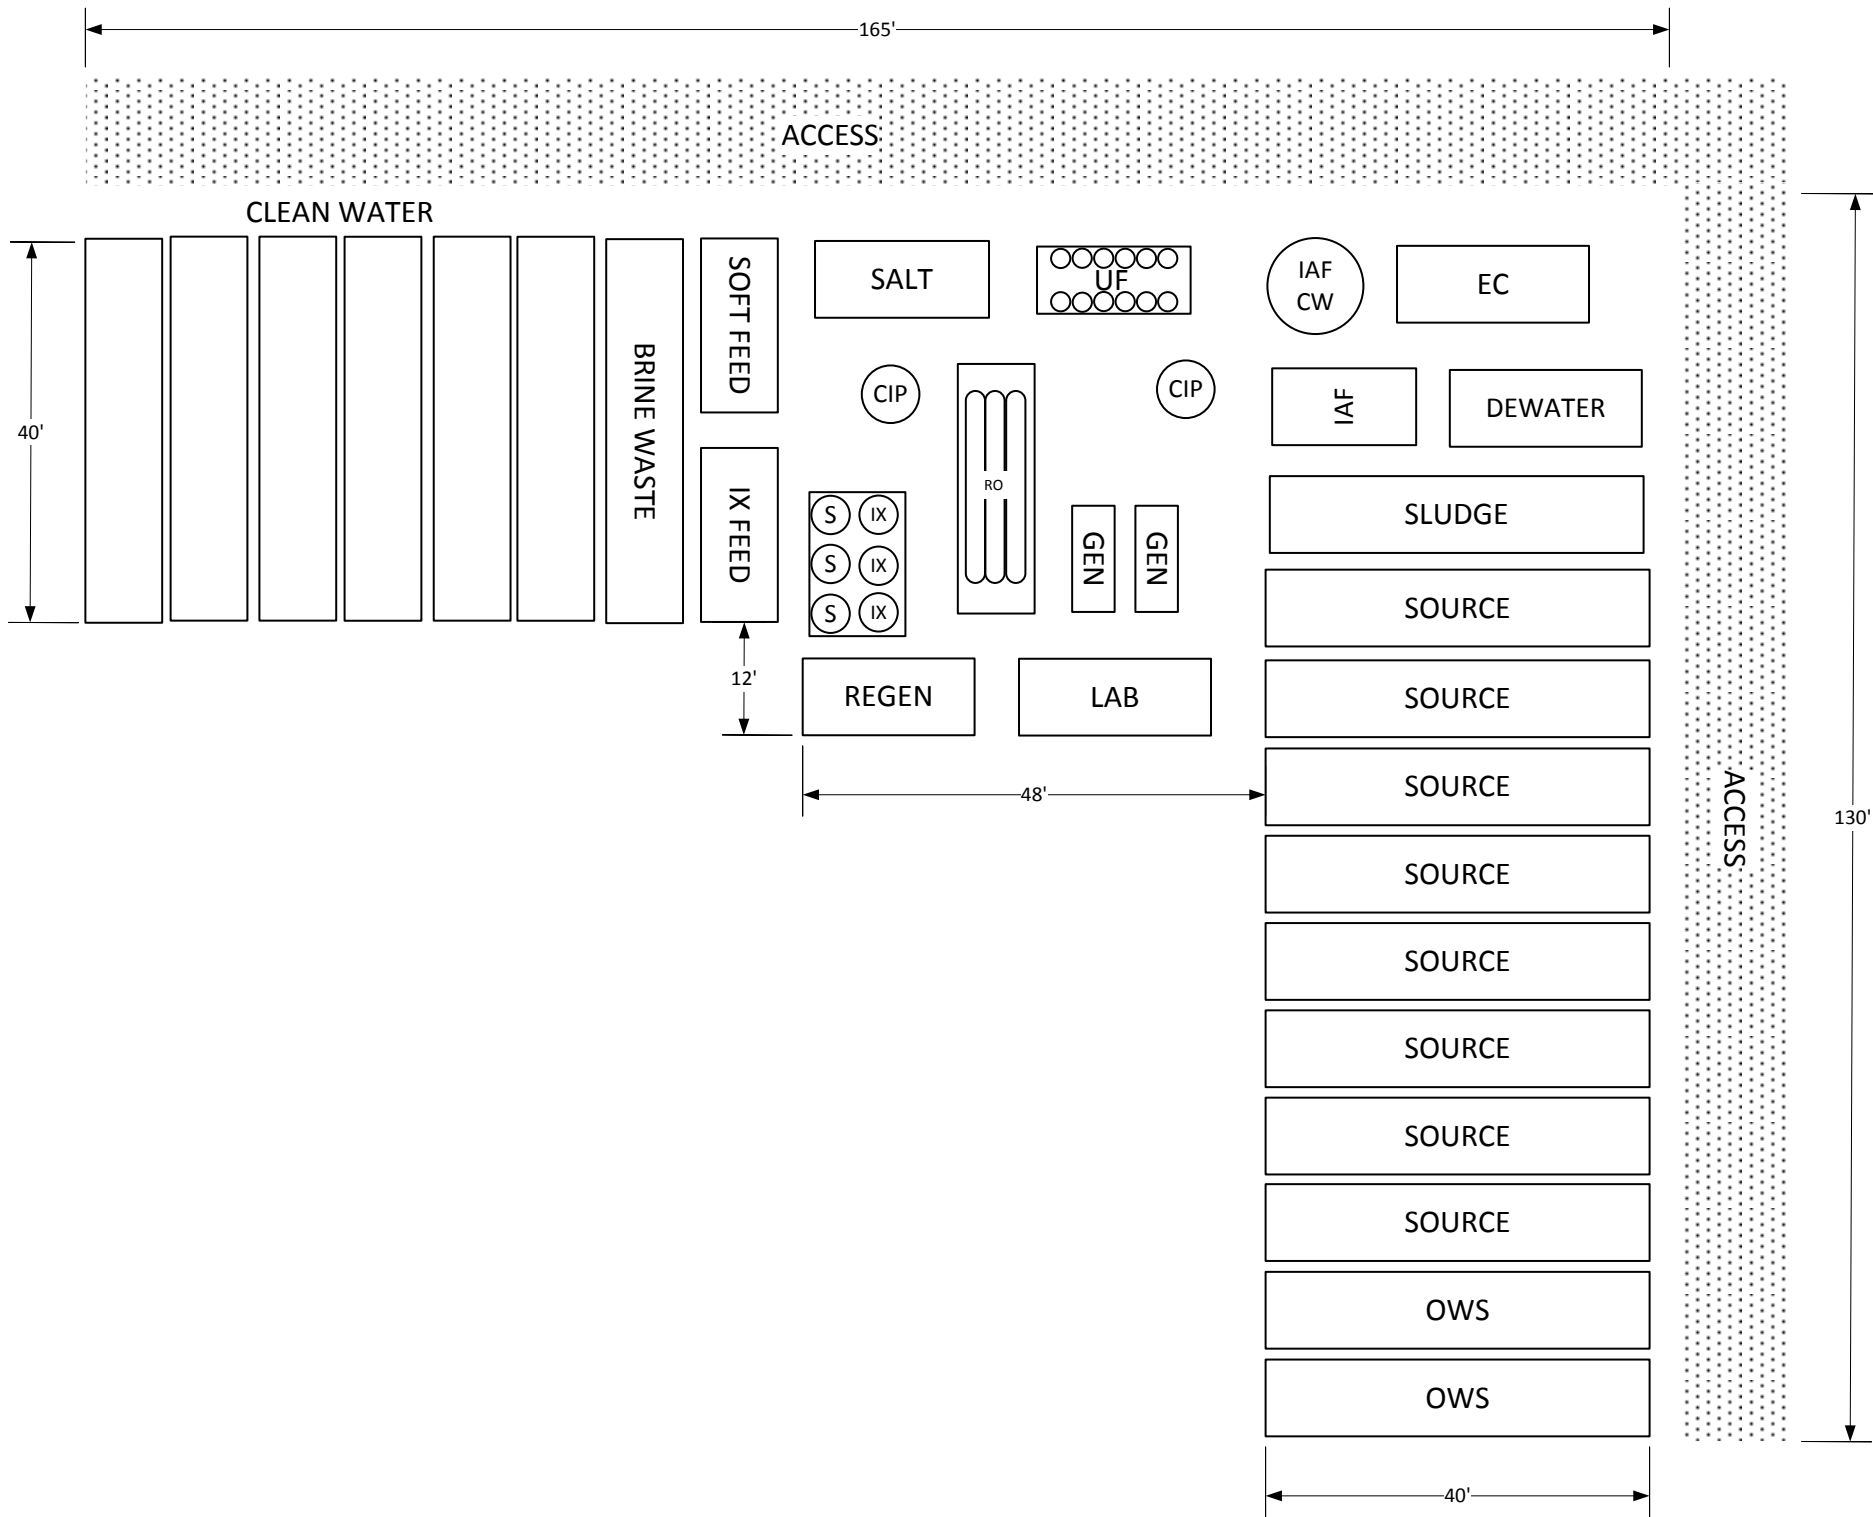 165'
ACCESS
CLEAN WATER
40'
BRINE WASTE
SOFT FEED
IX FEED
12'
SALT
UF
CIP
CIP
RO
S IX
S IX
S IX
GEN
GEN
REGEN
LAB
48'
IAF
CW
EC
IAF
DEWATER
SLUDGE
SOURCE
SOURCE
SOURCE
SOURCE
SOURCE
SOURCE
SOURCE
SOURCE
OWS
OWS
40'
ACCESS
130'